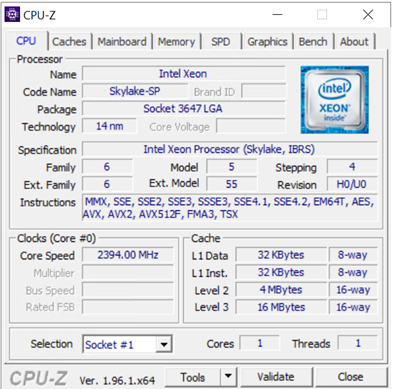 CPU-Z
CPU Caches Mainboard Memory SPD Graphics Bench About
Processor
Name Intel Xeon
Code Name Skylake-SP Brand ID
Package Socket 3647 LGA
Technology 14 nm Core Voltage
intel
XEON
inside
Specification Intel Xeon Processor (Skylake, IBRS)
Family 6 Model 5 Stepping 4
Ext. Family 6 Ext. Model 55 Revision H0/U0
Instructions MMX, SSE, SSE2, SSE3, SSSE3, SSE4.1, SSE4.2, EM64T, AES,
AVX, AVX2, AVX512F, FMA3, TSX
Clocks (Core #0)
Core Speed 2394.00 MHz
Multiplier
Bus Speed
Rated FSB
Cache
L1 Data 32 KBytes 8-way
L1 Inst. 32 KBytes 8-way
Level 2 4 MBytes 16-way
Level 3 16 MBytes 16-way
Selection Socket #1 Cores 1 Threads 1
CPU-Z Ver. 1.96.1.x64 Tools Validate Close